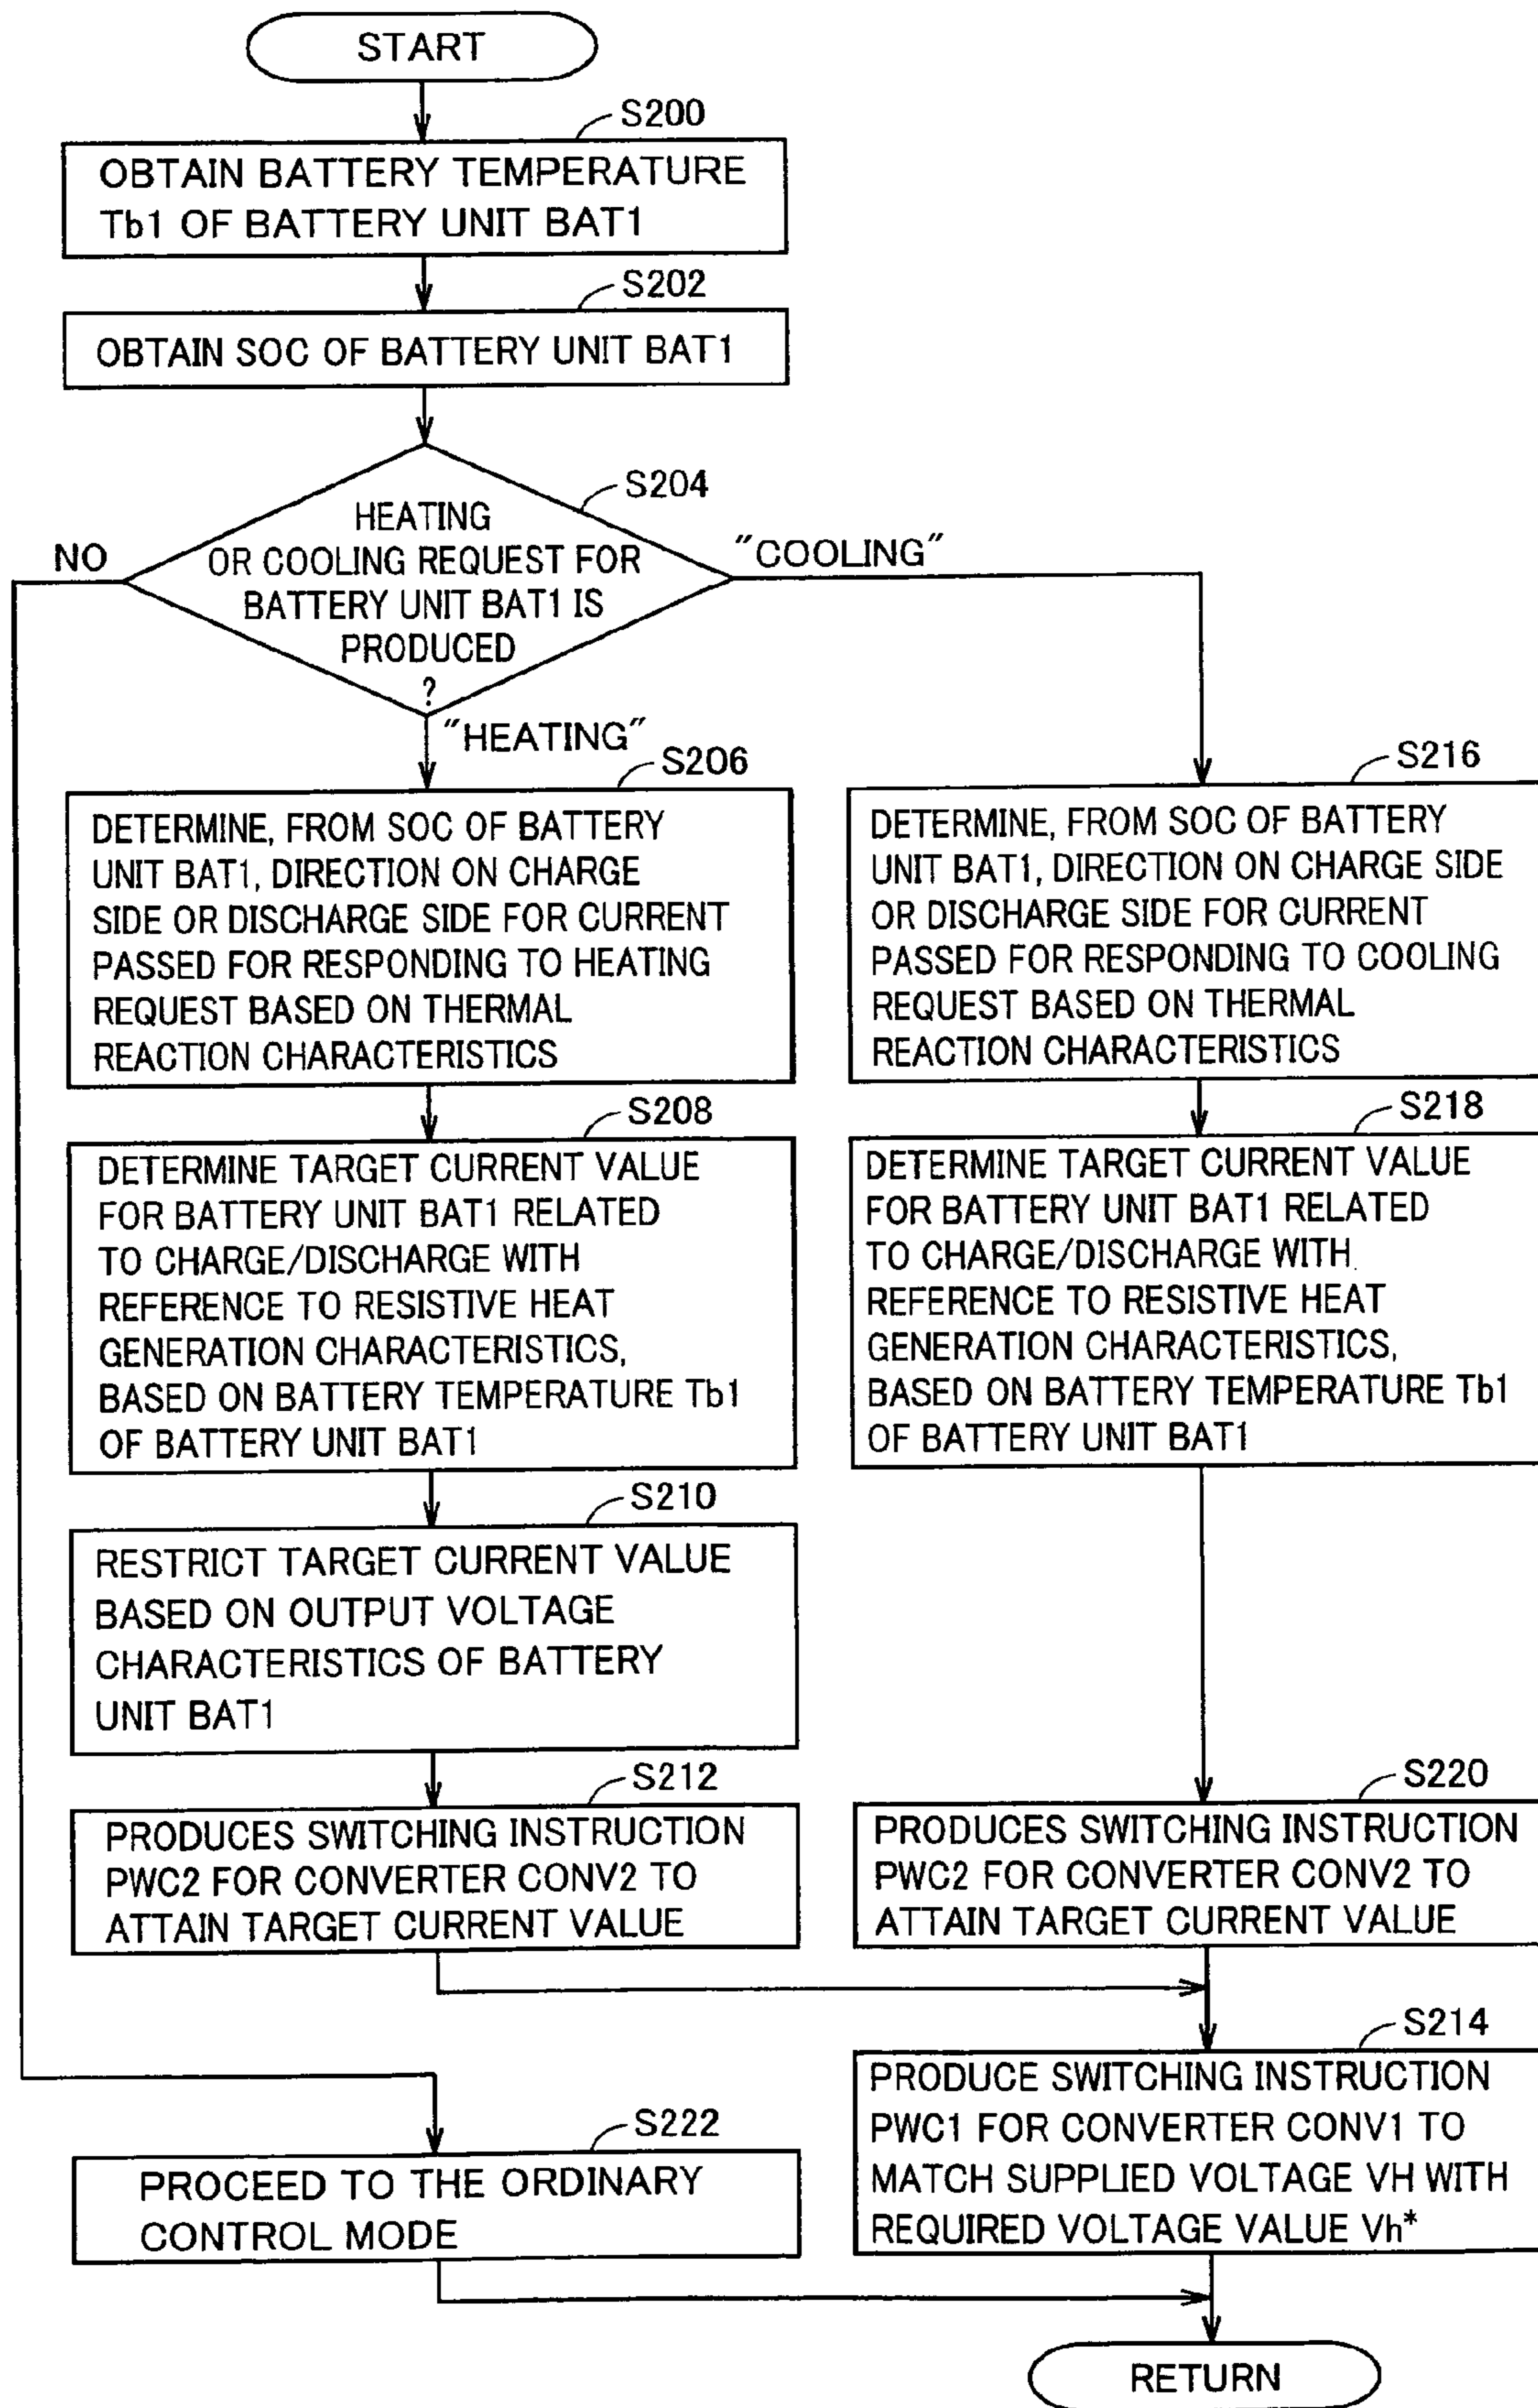 START
S200
OBTAIN BATTERY TEMPERATURE
Tb1 OF BATTERY UNIT BAT1
S202
OBTAIN SOC OF BATTERY UNIT BAT1
S204
HEATING
OR COOLING REQUEST FOR
BATTERY UNIT BAT1 IS
PRODUCED
?
NO
"COOLING"
"HEATING"
S206
DETERMINE, FROM SOC OF BATTERY
UNIT BAT1, DIRECTION ON CHARGE
SIDE OR DISCHARGE SIDE FOR CURRENT
PASSED FOR RESPONDING TO HEATING
REQUEST BASED ON THERMAL
REACTION CHARACTERISTICS
S216
DETERMINE, FROM SOC OF BATTERY
UNIT BAT1, DIRECTION ON CHARGE SIDE
OR DISCHARGE SIDE FOR CURRENT
PASSED FOR RESPONDING TO COOLING
REQUEST BASED ON THERMAL
REACTION CHARACTERISTICS
S208
DETERMINE TARGET CURRENT VALUE
FOR BATTERY UNIT BAT1 RELATED
TO CHARGE/DISCHARGE WITH
REFERENCE TO RESISTIVE HEAT
GENERATION CHARACTERISTICS,
BASED ON BATTERY TEMPERATURE Tb1
OF BATTERY UNIT BAT1
S218
DETERMINE TARGET CURRENT VALUE
FOR BATTERY UNIT BAT1 RELATED
TO CHARGE/DISCHARGE WITH
REFERENCE TO RESISTIVE HEAT
GENERATION CHARACTERISTICS,
BASED ON BATTERY TEMPERATURE Tb1
OF BATTERY UNIT BAT1
S210
RESTRICT TARGET CURRENT VALUE
BASED ON OUTPUT VOLTAGE
CHARACTERISTICS OF BATTERY
UNIT BAT1
S212
PRODUCES SWITCHING INSTRUCTION
PWC2 FOR CONVERTER CONV2 TO
ATTAIN TARGET CURRENT VALUE
S220
PRODUCES SWITCHING INSTRUCTION
PWC2 FOR CONVERTER CONV2 TO
ATTAIN TARGET CURRENT VALUE
S214
PRODUCE SWITCHING INSTRUCTION
PWC1 FOR CONVERTER CONV1 TO
MATCH SUPPLIED VOLTAGE VH WITH
REQUIRED VOLTAGE VALUE Vh*
S222
PROCEED TO THE ORDINARY
CONTROL MODE
RETURN